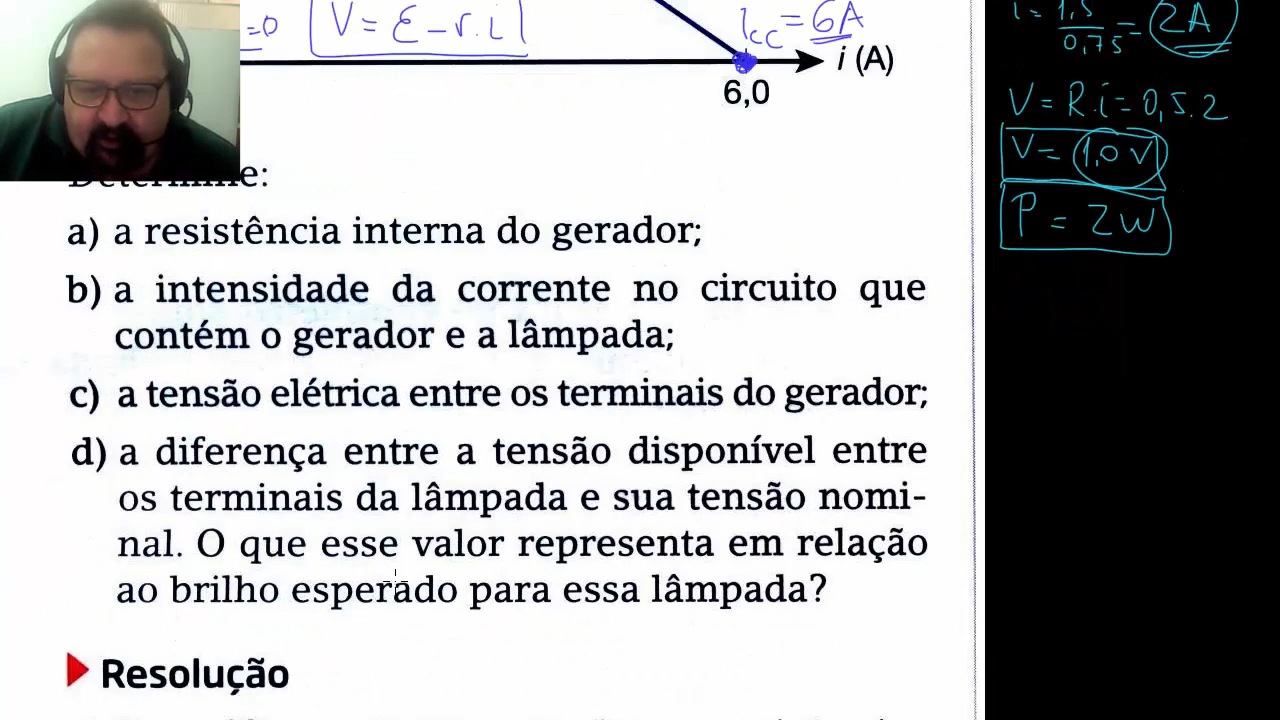 =0 V = ε - r.i icc = 6A
i (A)
6,0
i = 1,5 / 0,75 = 2A
V = R.i = 0,5.2
V = 1,0 V
P = 2W
Determine:
a) a resistência interna do gerador;
b) a intensidade da corrente no circuito que
contém o gerador e a lâmpada;
c) a tensão elétrica entre os terminais do gerador;
d) a diferença entre a tensão disponível entre
os terminais da lâmpada e sua tensão nomi-
nal. O que esse valor representa em relação
ao brilho esperado para essa lâmpada?
Resolução